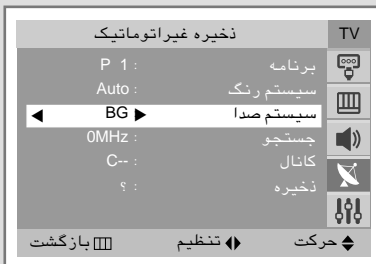 ذخیره غیراتوماتیک TV
برنامه : P 1
سیستم رنگ : Auto
سیستم صدا ▶ BG ◀
جستجو : 0MHz
کانال : C--
ذخیره : ؟
حرکت تنظیم بازگشت